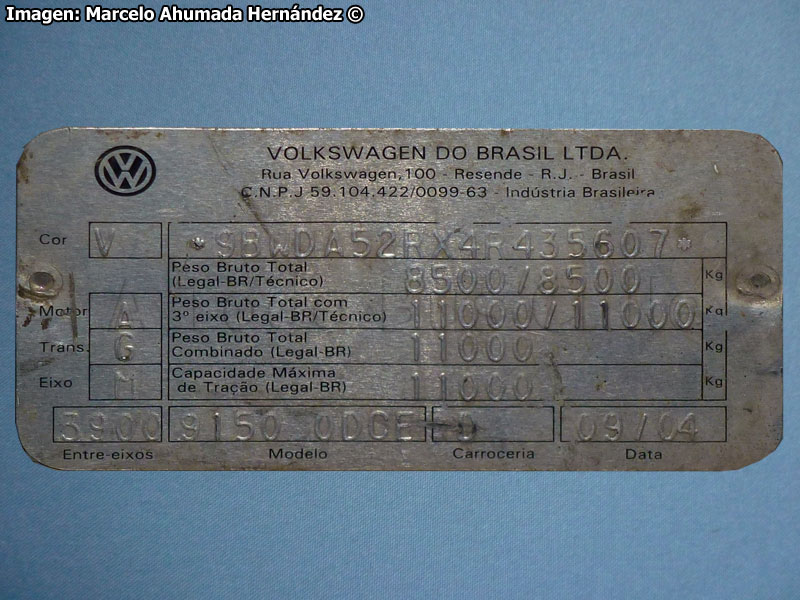 Imagen: Marcelo Ahumada Hernández ©
VOLKSWAGEN DO BRASIL LTDA.
Rua Volkswagen, 100 - Resende - R.J. - Brasil
C.N.P.J 59.104.422/0099-63 - Indústria Brasileira
Cor V *9BWDA52RX4R435607*
Peso Bruto Total
(Legal-BR/Técnico) 8500/8500 Kg
Peso Bruto Total com
Motor A 3º eixo (Legal-BR/Técnico) 11000/11000 Kg
Peso Bruto Total
Trans. G Combinado (Legal-BR) 11000 Kg
Capacidade Máxima
Eixo M de Tração (Legal-BR) 11000 Kg
3900 9150 0DCE 09/04
Entre-eixos Modelo Carroceria Data